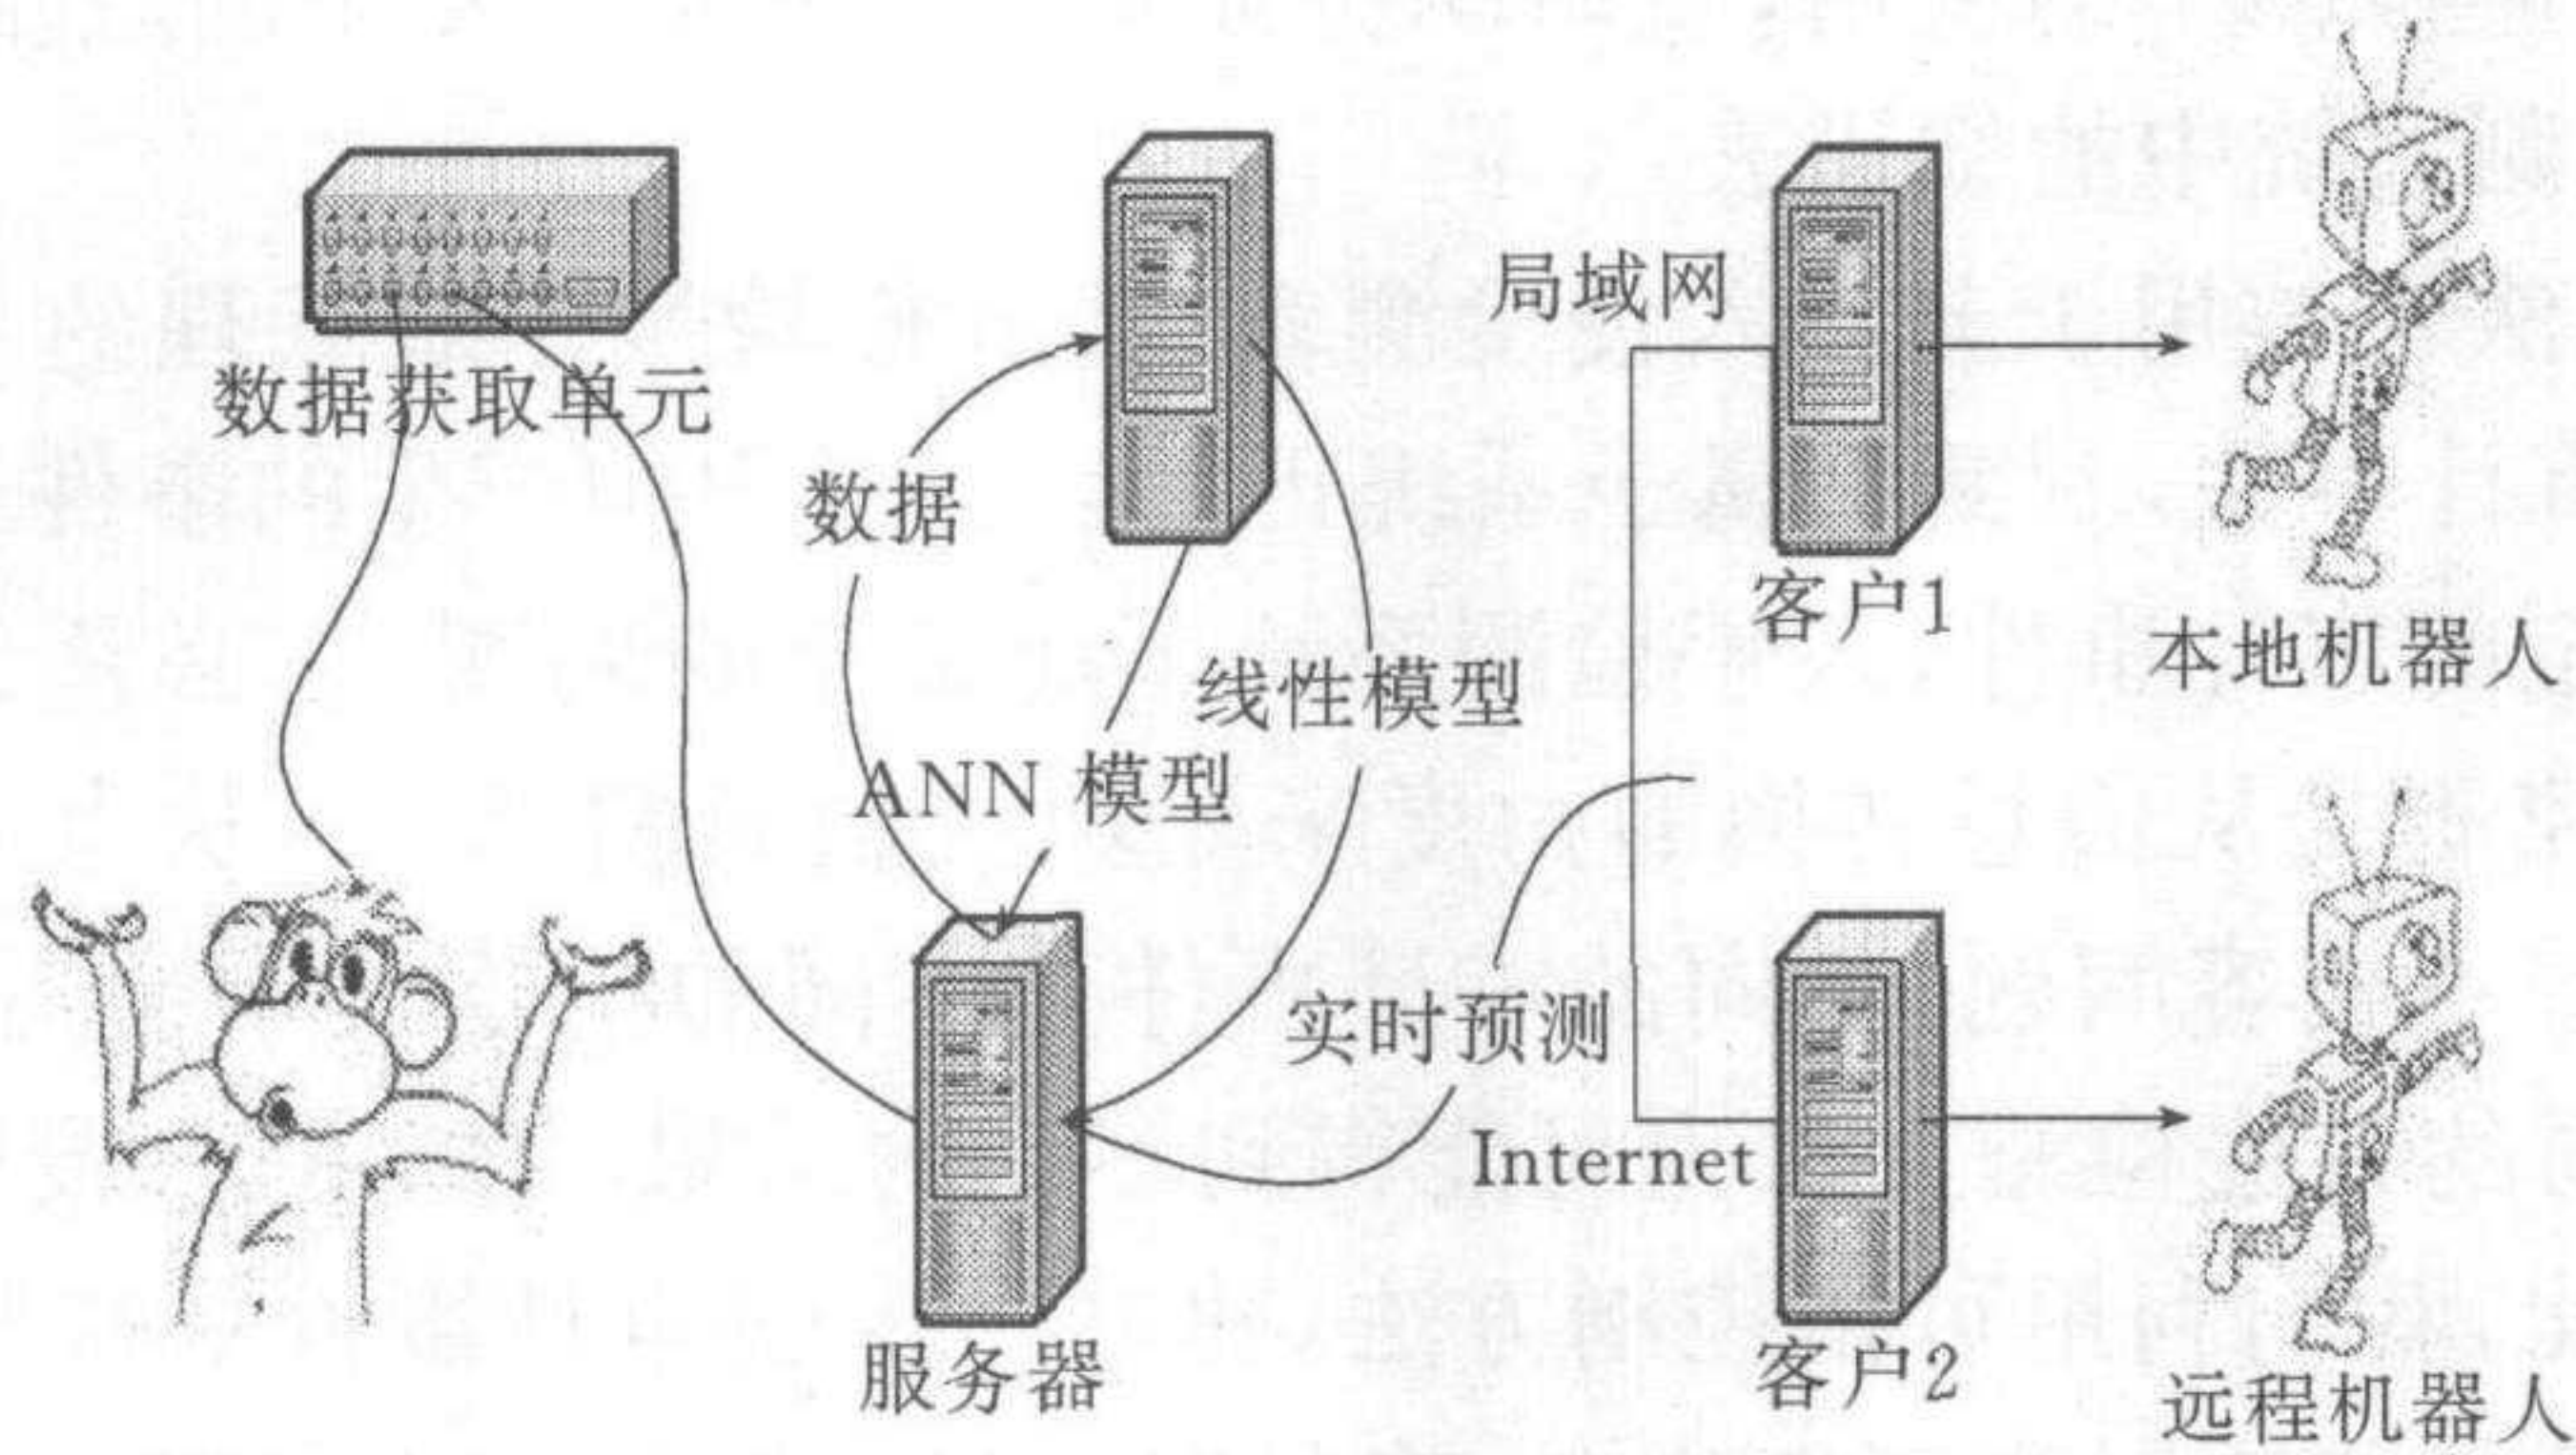 数据获取单元
数据
ANN 模型
线性模型
局域网
客户1
本地机器人
实时预测
Internet
服务器
客户2
远程机器人